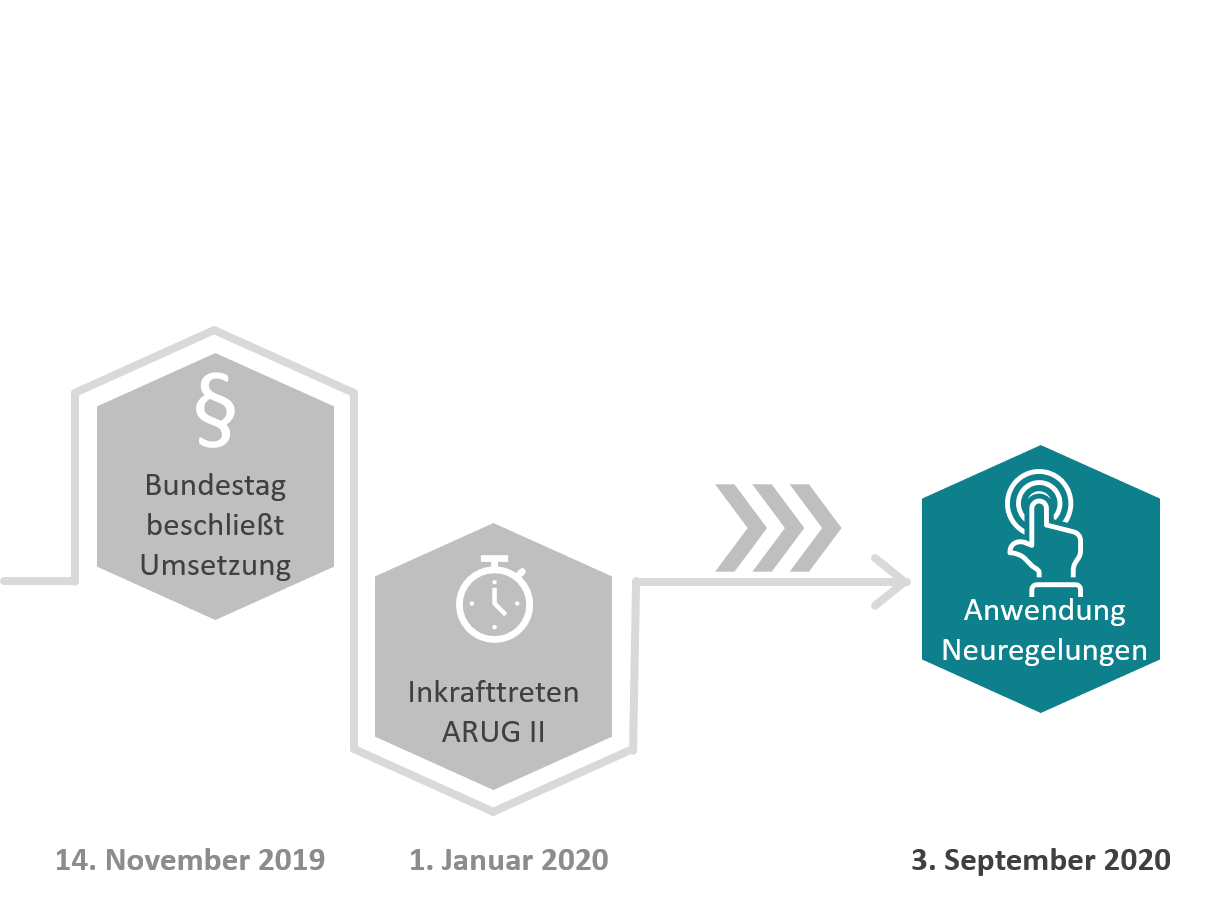 §
Bundestag
beschließt
Umsetzung
Inkrafttreten
ARUG II
Anwendung
Neuregelungen
14. November 2019
1. Januar 2020
3. September 2020